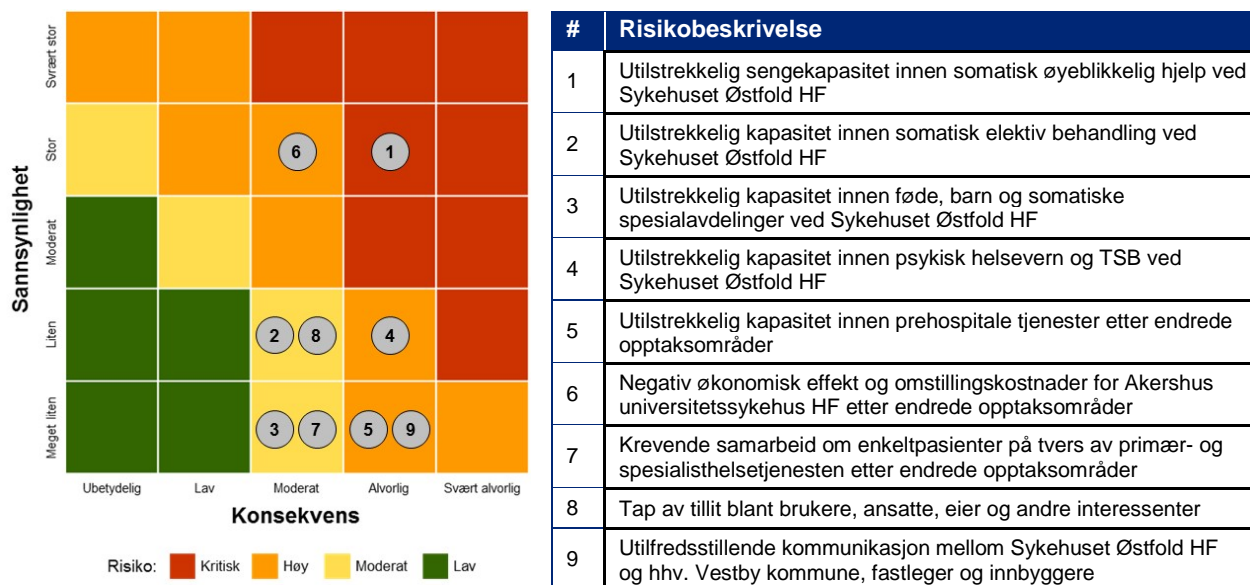 Sannsynlighet
Svrært stor
Stor
Moderat
Liten
Meget liten
6
1
2
8
4
3
7
5
9
Ubetydelig
Lav
Moderat
Alvorlig
Svært alvorlig
Konsekvens
Risiko:
Kritisk
Høy
Moderat
Lav
# Risikobeskrivelse
1 Utilstrekkelig sengekapasitet innen somatisk øyeblikkelig hjelp ved
Sykehuset Østfold HF
2 Utilstrekkelig kapasitet innen somatisk elektiv behandling ved
Sykehuset Østfold HF
3 Utilstrekkelig kapasitet innen føde, barn og somatiske
spesialavdelinger ved Sykehuset Østfold HF
4 Utilstrekkelig kapasitet innen psykisk helsevern og TSB ved
Sykehuset Østfold HF
5 Utilstrekkelig kapasitet innen prehospitale tjenester etter endrede
opptaksområder
6 Negativ økonomisk effekt og omstillingskostnader for Akershus
universitetssykehus HF etter endrede opptaksområder
7 Krevende samarbeid om enkeltpasienter på tvers av primær- og
spesialisthelsetjenesten etter endrede opptaksområder
8 Tap av tillit blant brukere, ansatte, eier og andre interessenter
9 Utilfredsstillende kommunikasjon mellom Sykehuset Østfold HF
og hhv. Vestby kommune, fastleger og innbyggere